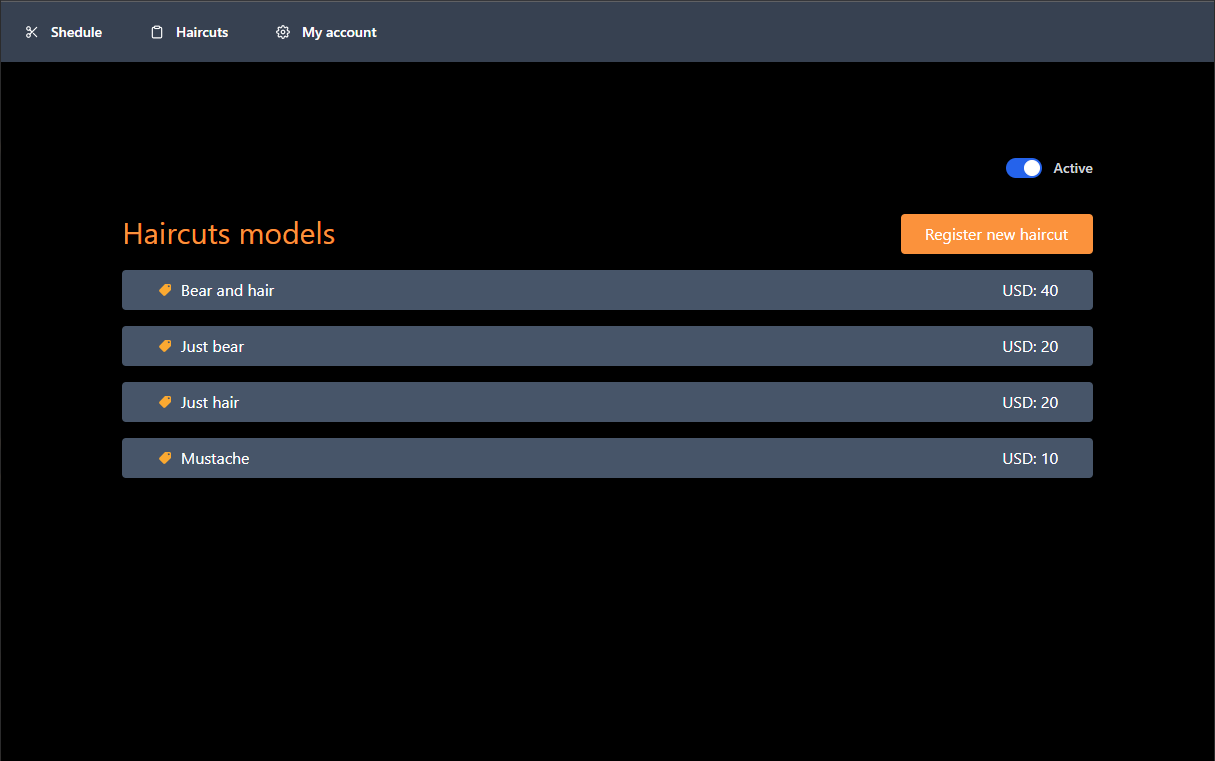 Shedule Haircuts My account
Active
Haircuts models Register new haircut
Bear and hair USD: 40
Just bear USD: 20
Just hair USD: 20
Mustache USD: 10